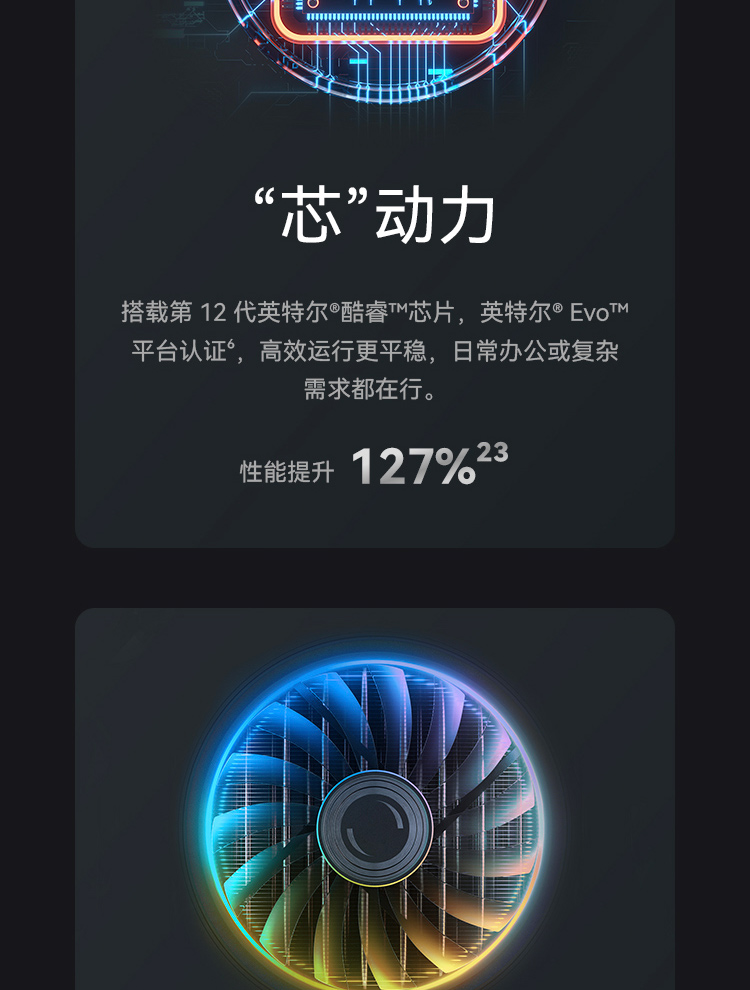 “芯”动力
搭载第 12 代英特尔®酷睿™芯片，英特尔® Evo™
平台认证⁶，高效运行更平稳，日常办公或复杂
需求都在行。
性能提升 127%²³